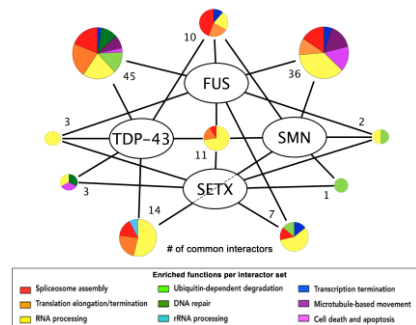 10
45
36
FUS
3
2
TDP-43
SMN
11
SETX
3
1
14
7
# of common interactors
Enriched functions per interactor set
Spliceosome assembly
Ubiquitin-dependent degradation
Transcription termination
Translation elongation/termination
DNA repair
Microtubule-based movement
RNA processing
rRNA processing
Cell death and apoptosis